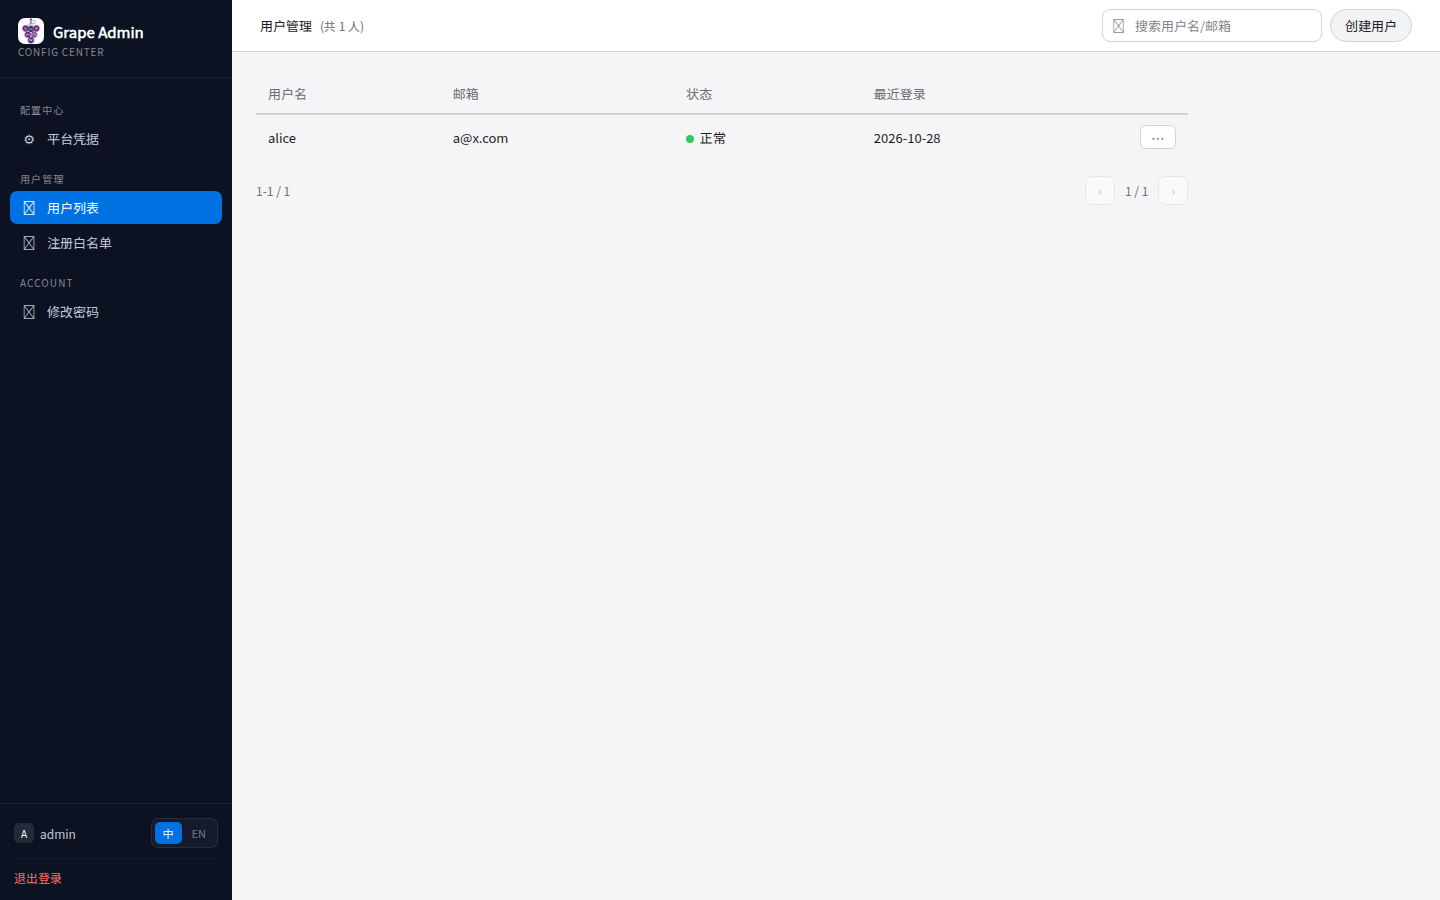 Grape Admin
CONFIG CENTER
配置中心
平台凭据
用户管理
用户列表
注册白名单
ACCOUNT
修改密码
A admin 中 EN
退出登录
用户管理 (共 1 人) 搜索用户名/邮箱 创建用户
用户名 邮箱 状态 最近登录
alice a@x.com 正常 2026-10-28 ...
1-1 / 1 ‹ 1 / 1 ›